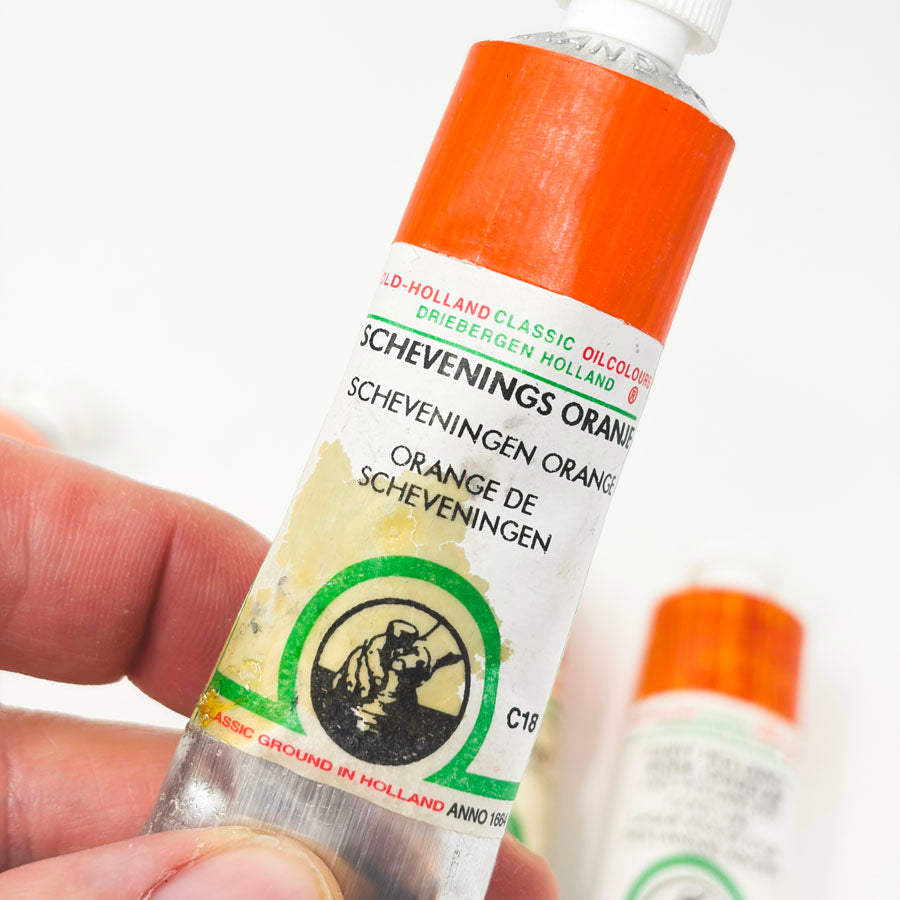 OLD-HOLLAND CLASSIC OILCOLOURS
DRIEBERGEN HOLLAND ®
SCHEVENINGS ORANJE
SCHEVENINGEN ORANGE
ORANGE DE
SCHEVENINGEN
C18
CLASSIC GROUND IN HOLLAND ANNO 1664